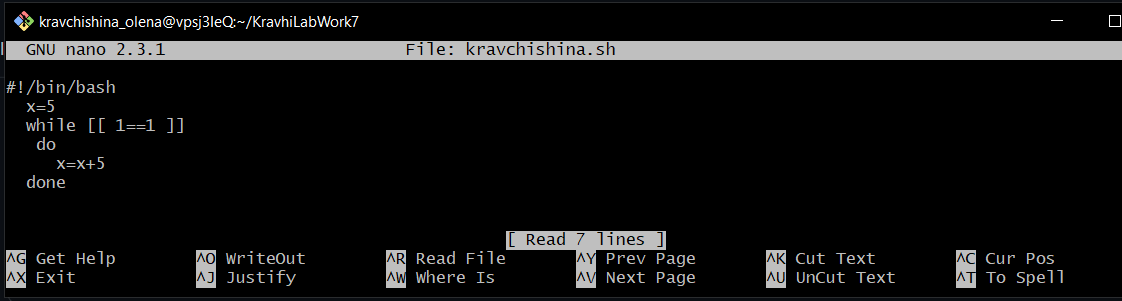 kravchishina_olena@vpsj3IeQ:~/KravhiLabWork7
GNU nano 2.3.1 File: kravchishina.sh
#!/bin/bash
x=5
while [[ 1==1 ]]
do
x=x+5
done
[ Read 7 lines ]
^G Get Help ^O WriteOut ^R Read File ^Y Prev Page ^K Cut Text ^C Cur Pos
^X Exit ^J Justify ^W Where Is ^V Next Page ^U UnCut Text ^T To Spell